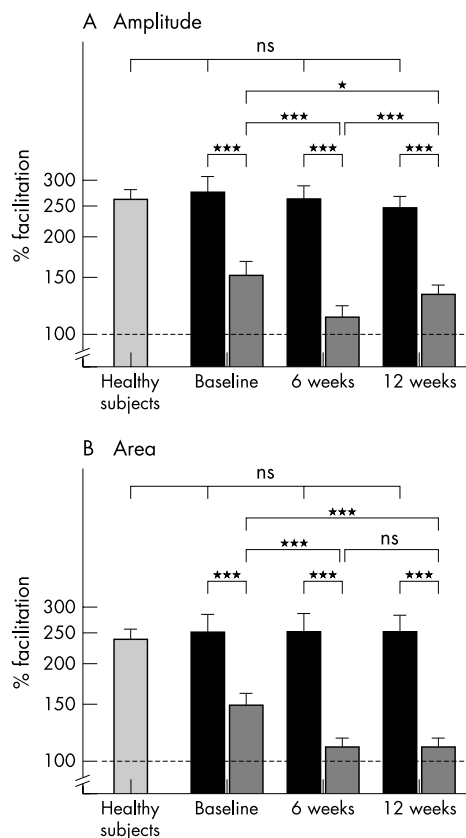 A Amplitude
ns
★
★★★ ★★★
★★★ ★★★ ★★★
% facilitation
300
250
200
150
100
Healthy subjects
Baseline
6 weeks
12 weeks
B Area
ns
★★★
★★★ ns
★★★ ★★★ ★★★
% facilitation
300
250
200
150
100
Healthy subjects
Baseline
6 weeks
12 weeks